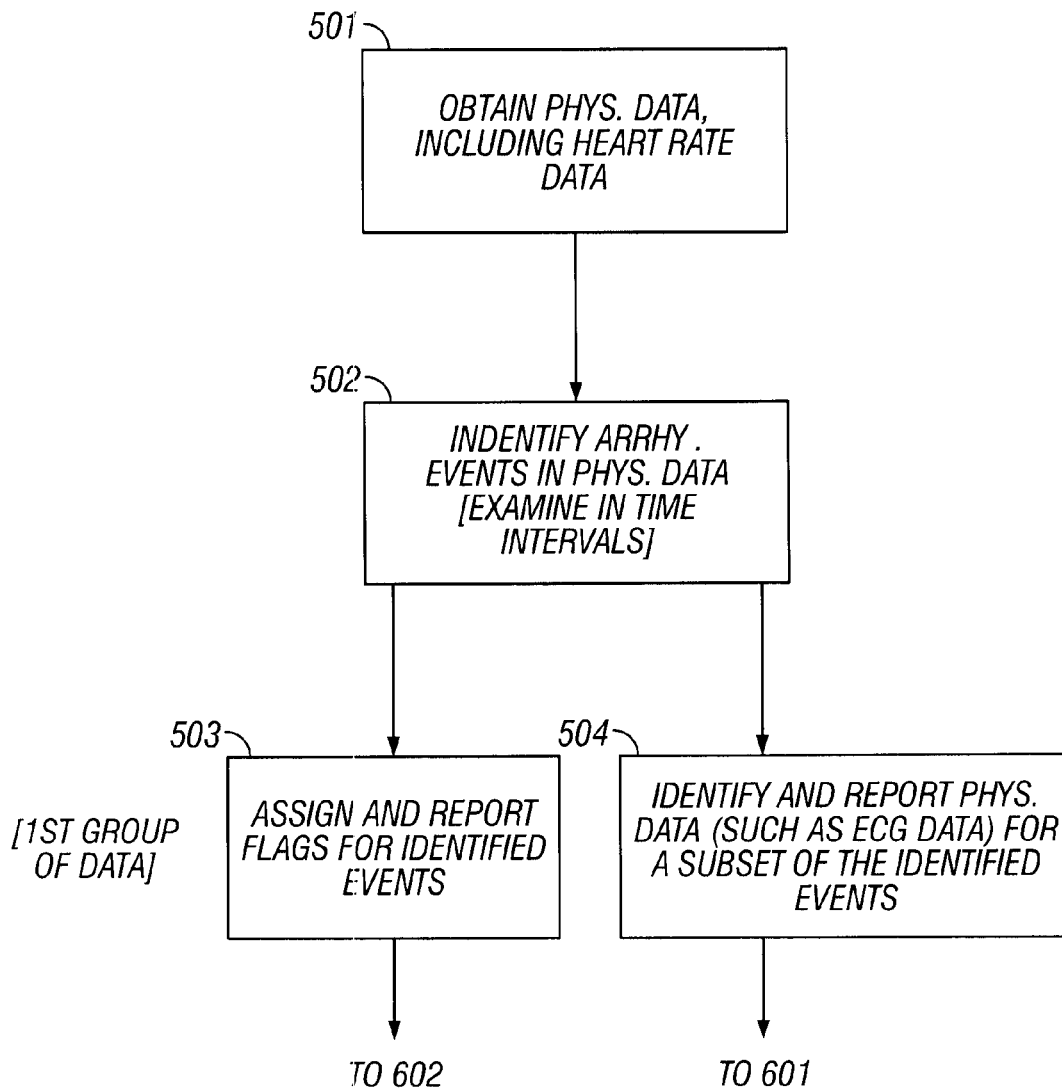 501
OBTAIN PHYS. DATA,
INCLUDING HEART RATE
DATA
502
INDENTIFY ARRHY .
EVENTS IN PHYS. DATA
[EXAMINE IN TIME
INTERVALS]
503
ASSIGN AND REPORT
FLAGS FOR IDENTIFIED
EVENTS
[1ST GROUP
OF DATA]
504
IDENTIFY AND REPORT PHYS.
DATA (SUCH AS ECG DATA) FOR
A SUBSET OF THE IDENTIFIED
EVENTS
TO 602
TO 601